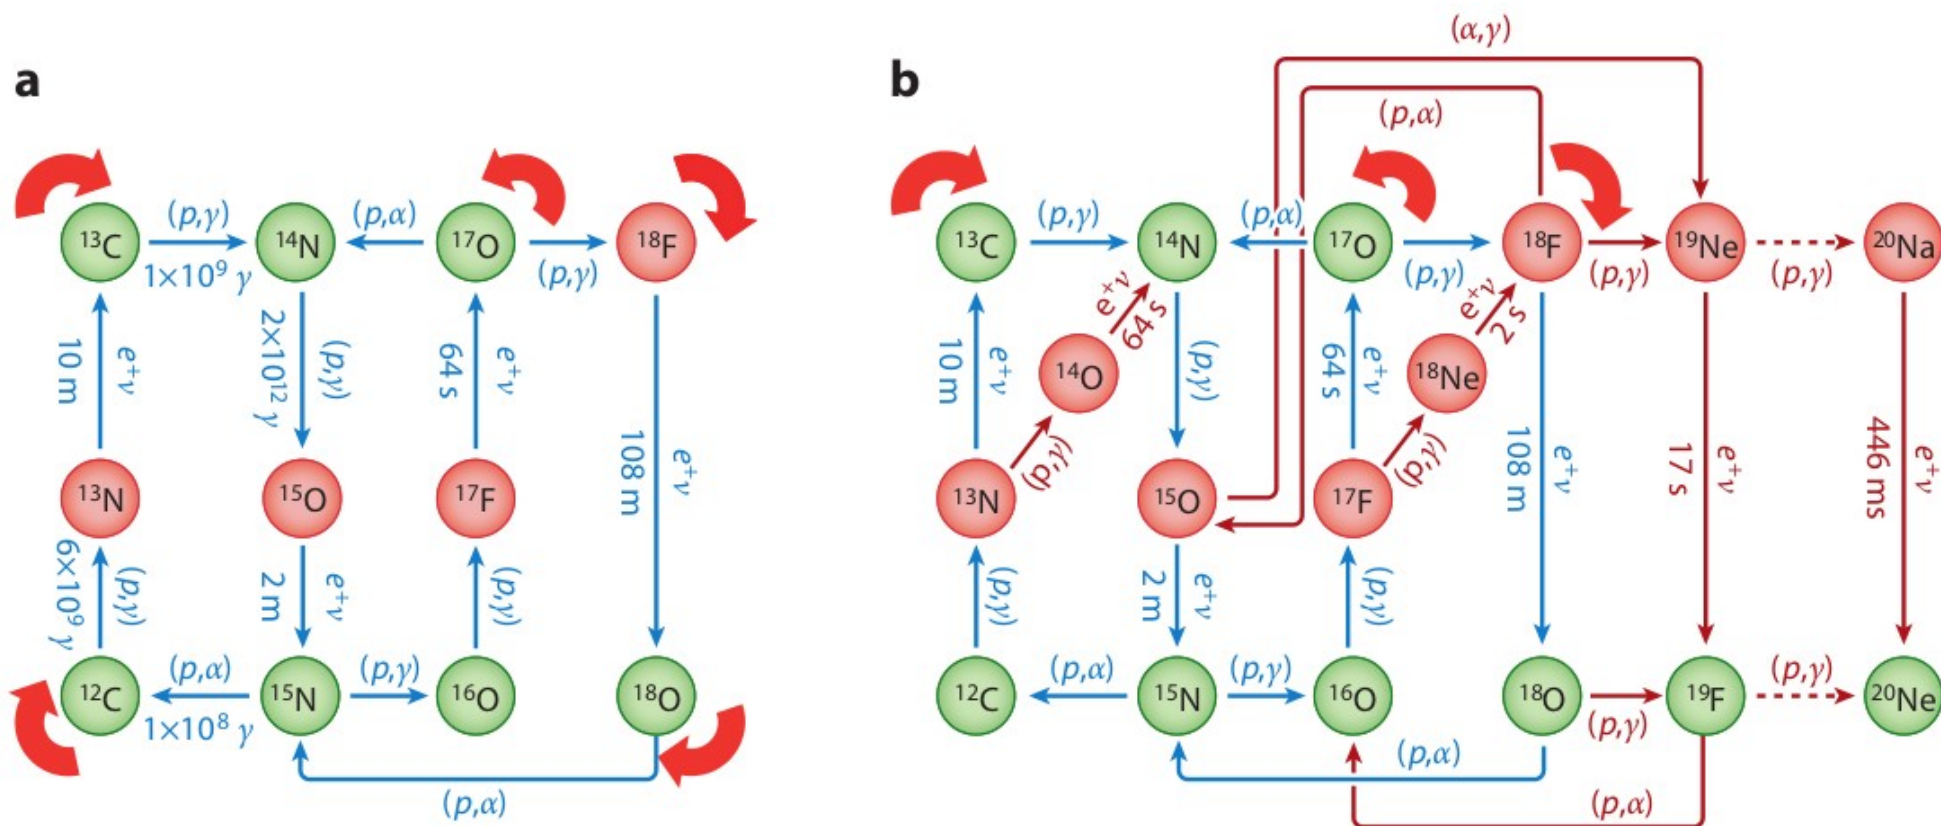 a
¹³C
(p,γ)
1×10⁹ γ
¹⁴N
(p,α)
¹⁷O
(p,γ)
¹⁸F
10 m
e⁺ν
2×10¹² γ
(p,γ)
64 s
e⁺ν
108 m
e⁺ν
¹³N
¹⁵O
¹⁷F
6×10⁹ γ
(p,γ)
2 m
e⁺ν
(p,γ)
¹²C
(p,α)
1×10⁸ γ
¹⁵N
(p,γ)
¹⁶O
¹⁸O
(p,α)
b
(α,γ)
(p,α)
¹³C
(p,γ)
¹⁴N
(p,α)
¹⁷O
(p,γ)
¹⁸F
(p,γ)
¹⁹Ne
(p,γ)
²⁰Na
10 m
e⁺ν
¹⁴O
e⁺ν
64 s
(p,γ)
(p,γ)
64 s
e⁺ν
¹⁸Ne
e⁺ν
2 s
(p,γ)
108 m
e⁺ν
17 s
e⁺ν
446 ms
e⁺ν
¹³N
¹⁵O
¹⁷F
(p,γ)
2 m
e⁺ν
(p,γ)
¹²C
(p,α)
¹⁵N
(p,γ)
¹⁶O
¹⁸O
(p,γ)
¹⁹F
(p,γ)
²⁰Ne
(p,α)
(p,α)